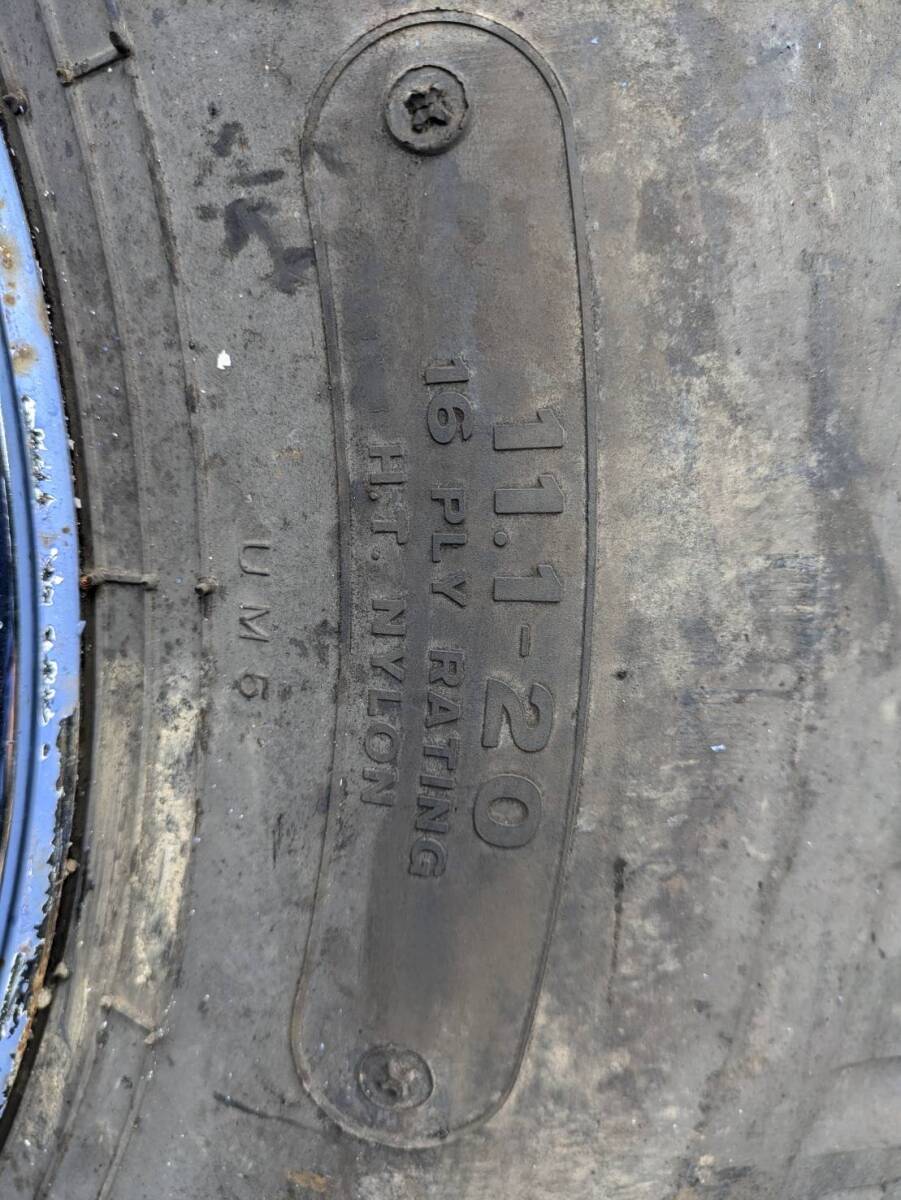 11.1-20
16 PLY RATING
H.T. NYLON
UM5